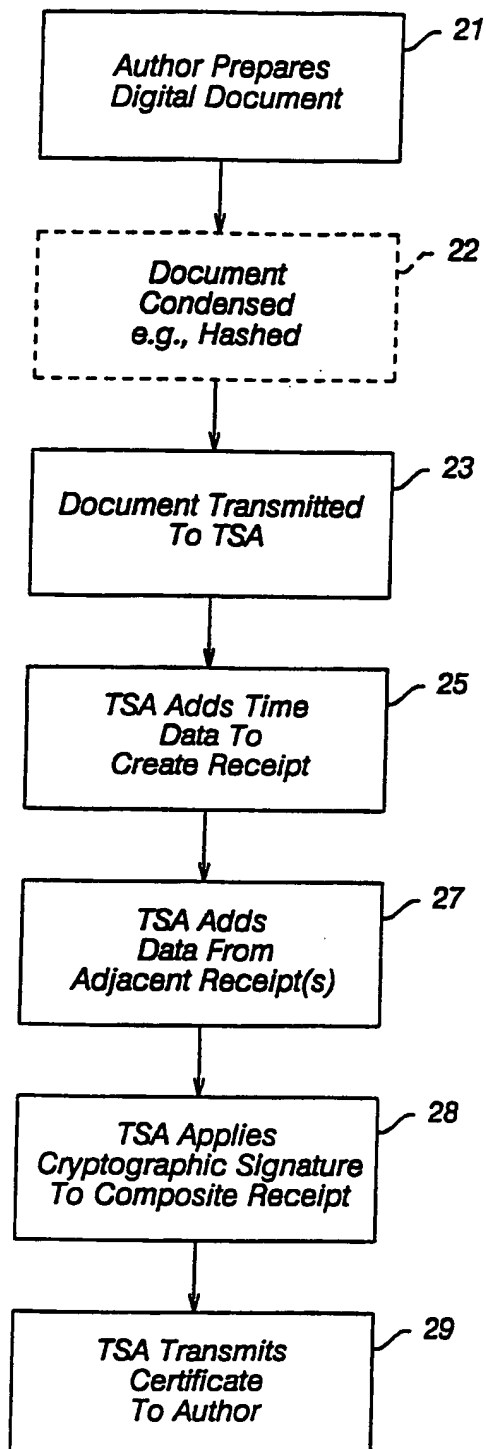 21
Author Prepares
Digital Document
22
Document
Condensed
e.g., Hashed
23
Document Transmitted
To TSA
25
TSA Adds Time
Data To
Create Receipt
27
TSA Adds
Data From
Adjacent Receipt(s)
28
TSA Applies
Cryptographic Signature
To Composite Receipt
29
TSA Transmits
Certificate
To Author